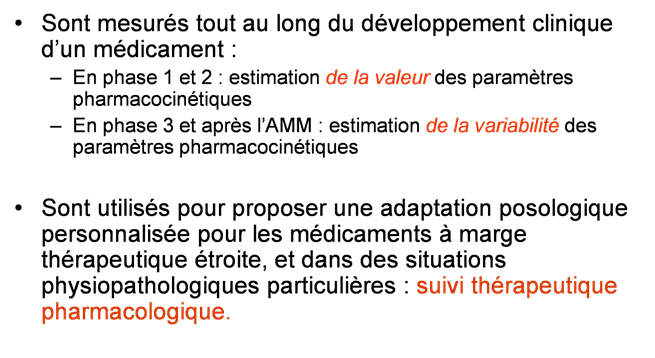 • Sont mesurés tout au long du développement clinique
d'un médicament :
– En phase 1 et 2 : estimation de la valeur des paramètres
pharmacocinétiques
– En phase 3 et après l'AMM : estimation de la variabilité des
paramètres pharmacocinétiques
• Sont utilisés pour proposer une adaptation posologique
personnalisée pour les médicaments à marge
thérapeutique étroite, et dans des situations
physiopathologiques particulières : suivi thérapeutique
pharmacologique.